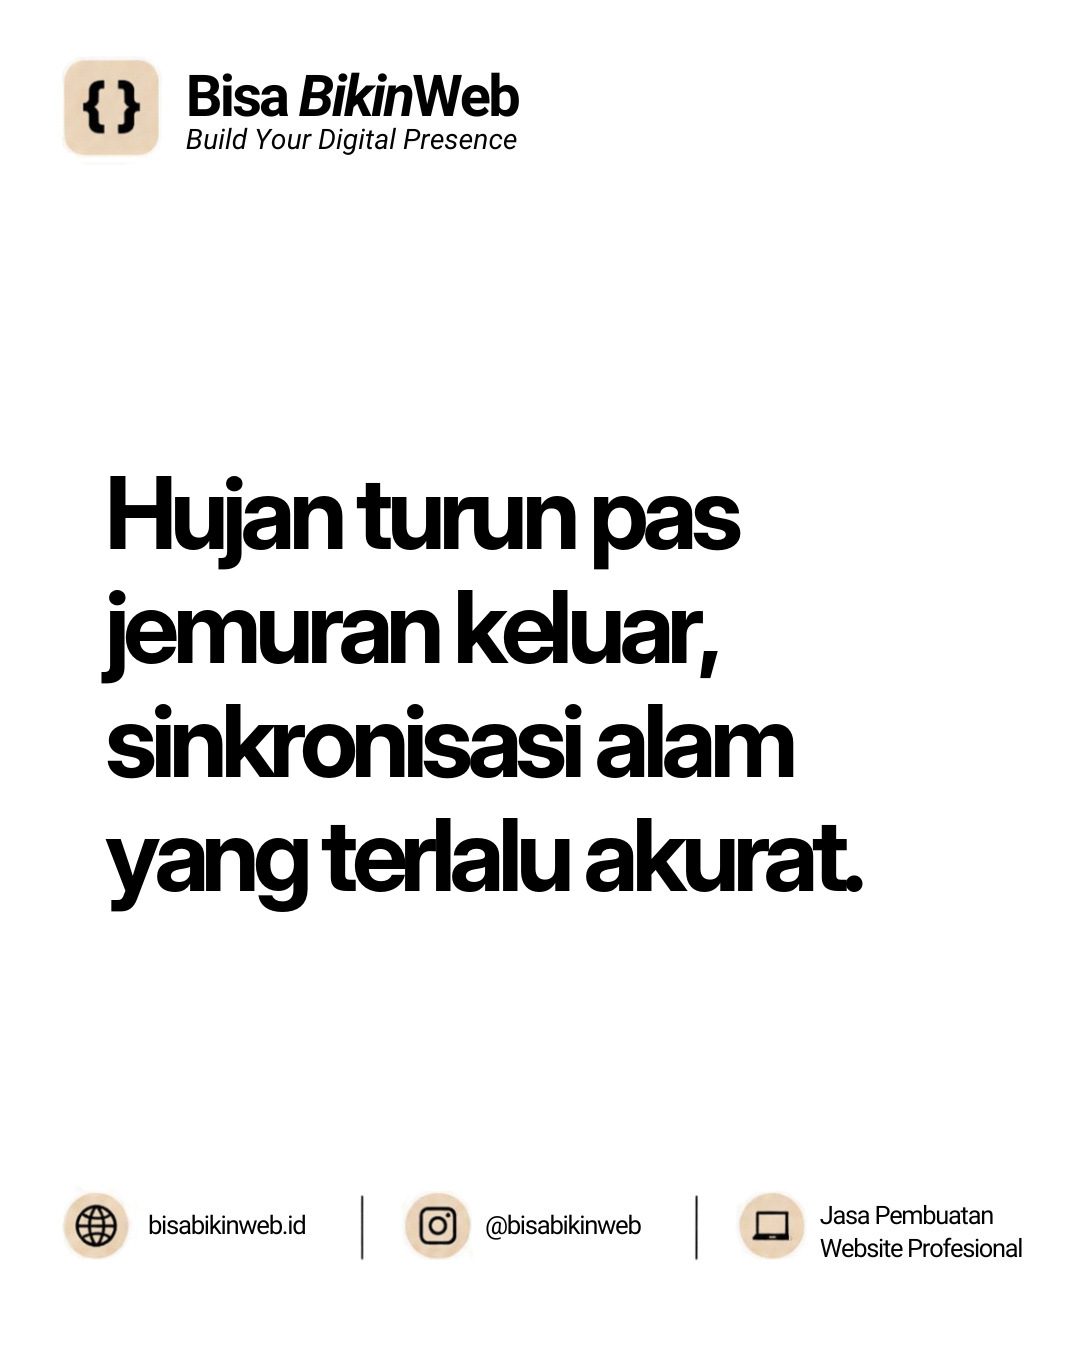 { }
Bisa BikinWeb
Build Your Digital Presence
Hujan turun pas
jemuran keluar,
sinkronisasi alam
yang terlalu akurat.
bisabikinweb.id
@bisabikinweb
Jasa Pembuatan
Website Profesional